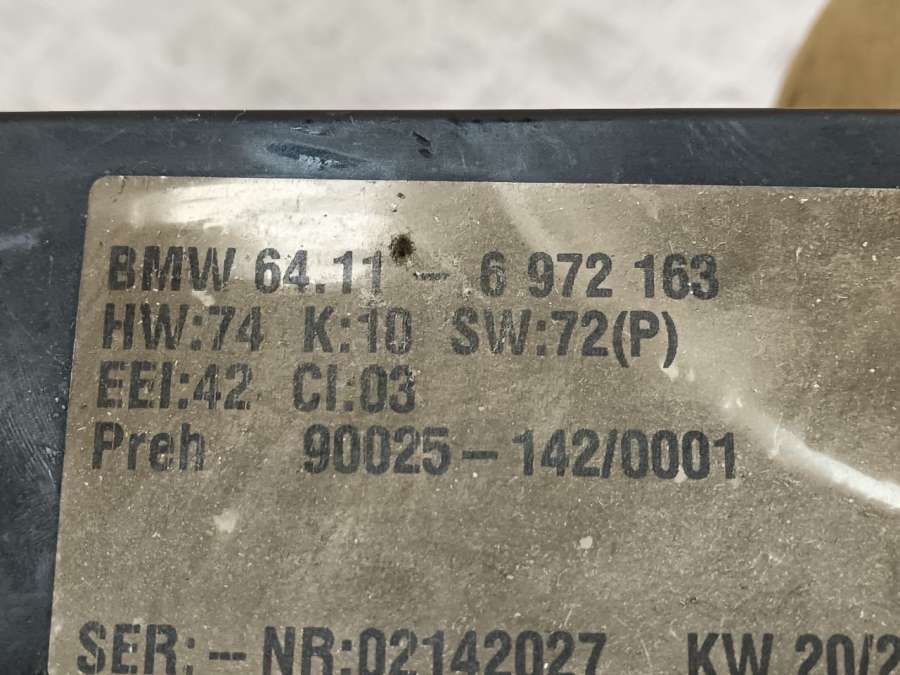 BMW 64.11 - 6 972 163
HW:74 K:10 SW:72(P)
EEI:42 CI:03
Preh 90025-142/0001
SER:-- NR:02142027 KW 20/2